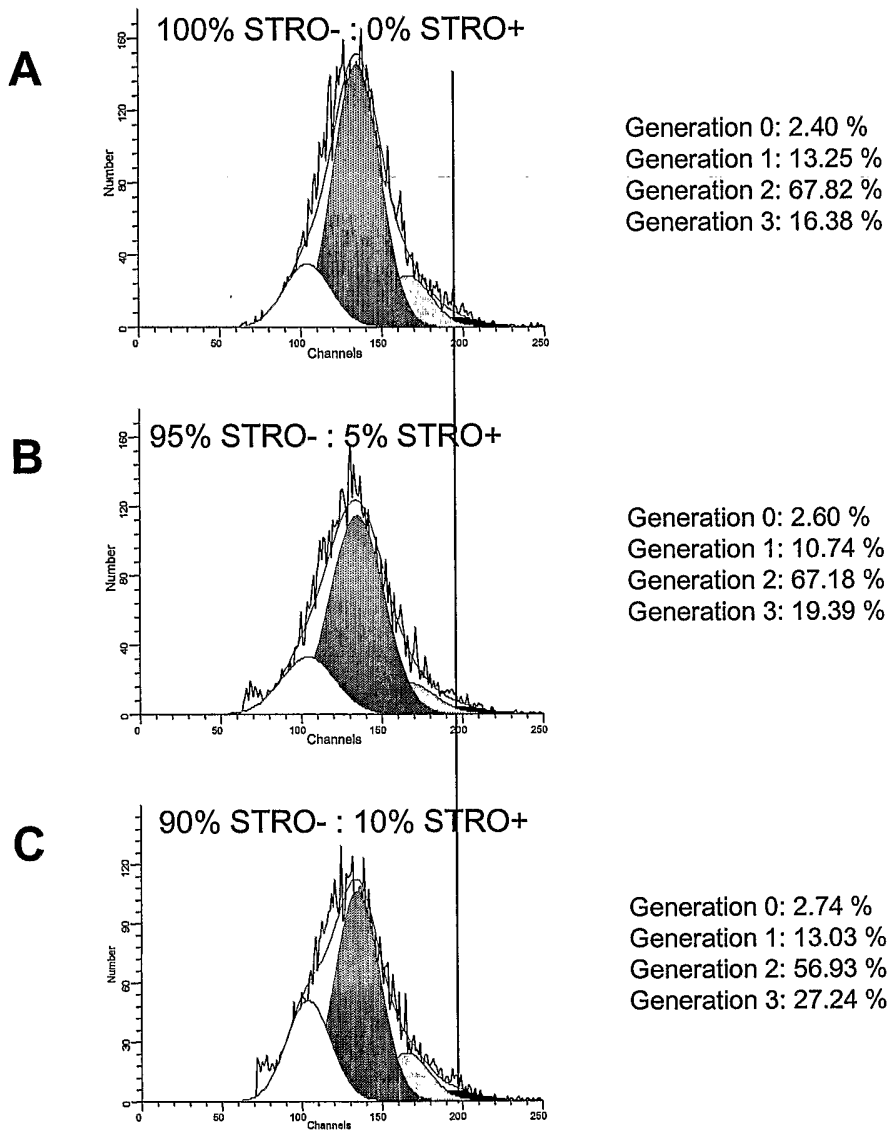 A
100% STRO- : 0% STRO+
160
120
80
40
0
Number
0 50 100 150 200 250
Channels
Generation 0: 2.40 %
Generation 1: 13.25 %
Generation 2: 67.82 %
Generation 3: 16.38 %
B
95% STRO- : 5% STRO+
160
120
80
40
0
Number
0 50 100 150 200 250
Channels
Generation 0: 2.60 %
Generation 1: 10.74 %
Generation 2: 67.18 %
Generation 3: 19.39 %
C
90% STRO- : 10% STRO+
120
90
60
30
0
Number
0 50 100 150 200 250
Channels
Generation 0: 2.74 %
Generation 1: 13.03 %
Generation 2: 56.93 %
Generation 3: 27.24 %